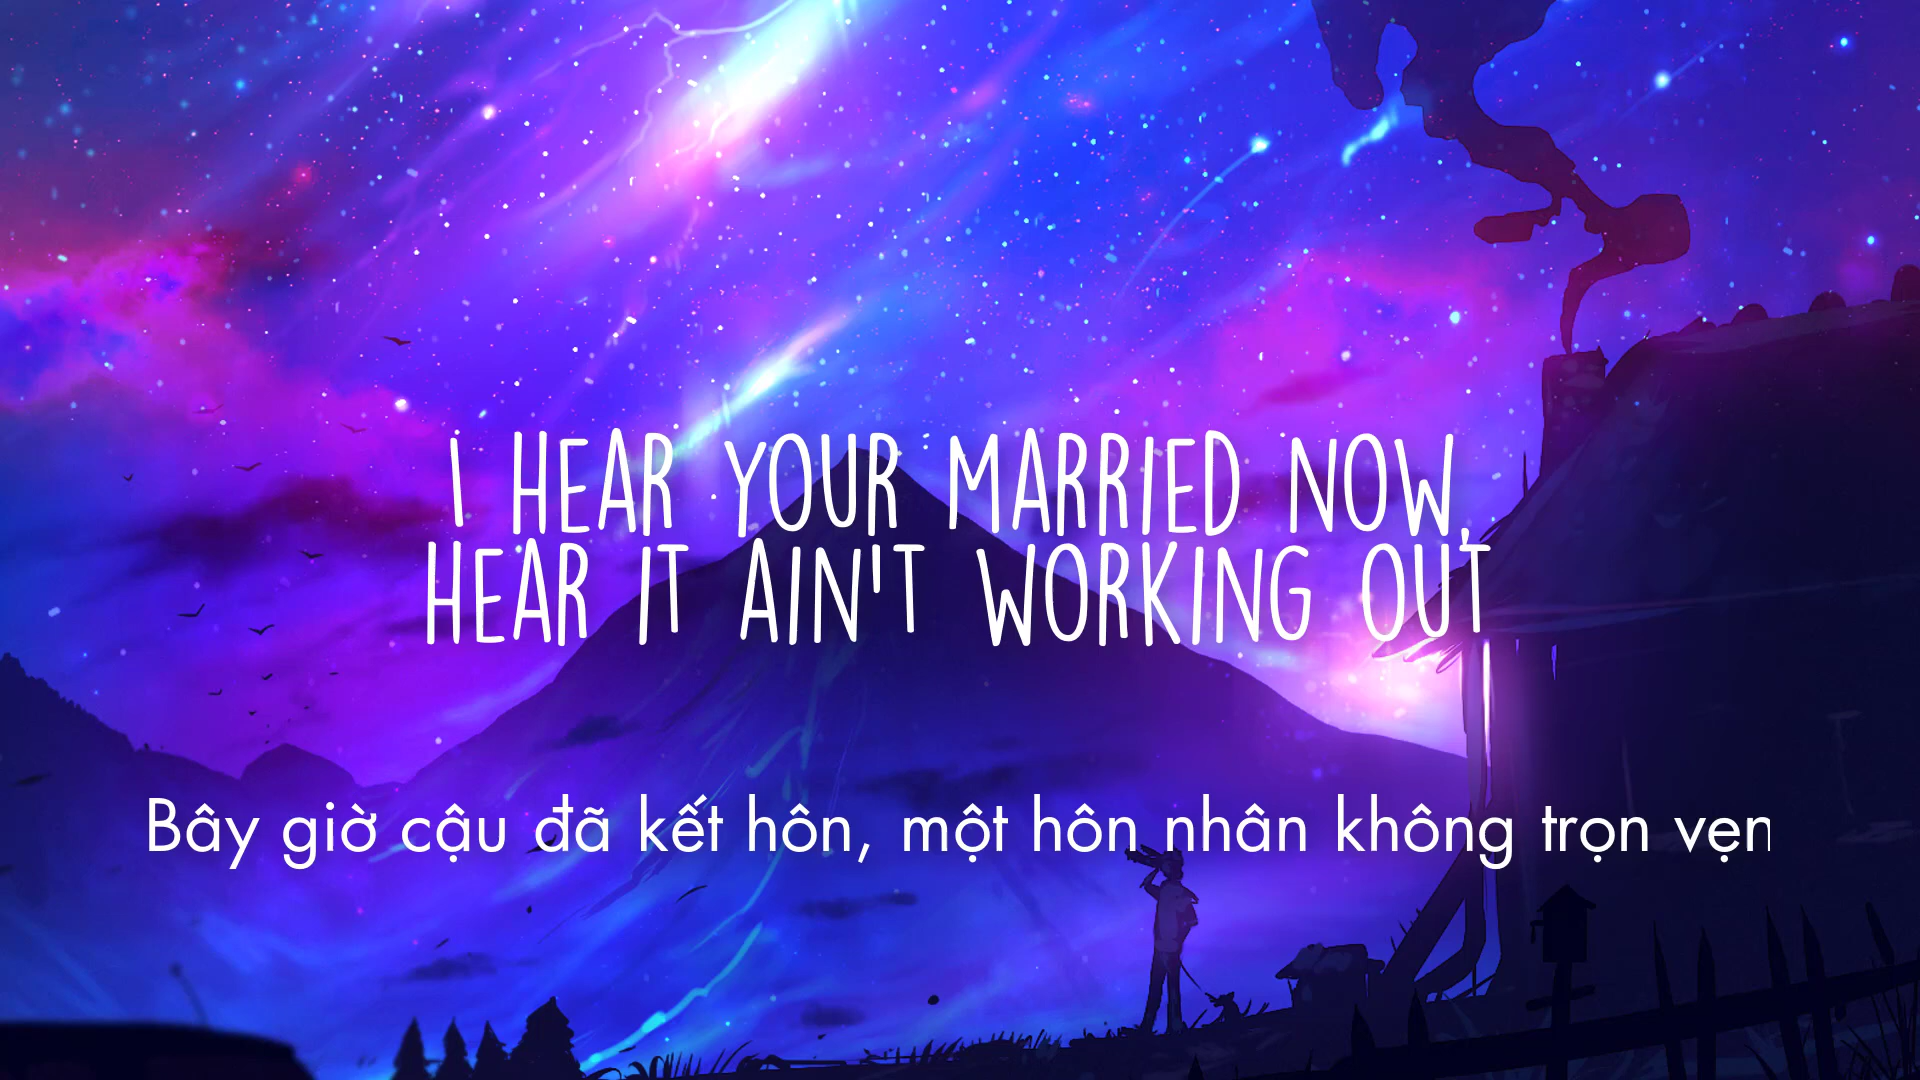 I HEAR YOUR MARRIED NOW,
HEAR IT AIN'T WORKING OUT
Bây giờ cậu đã kết hôn, một hôn nhân không trọn vẹn